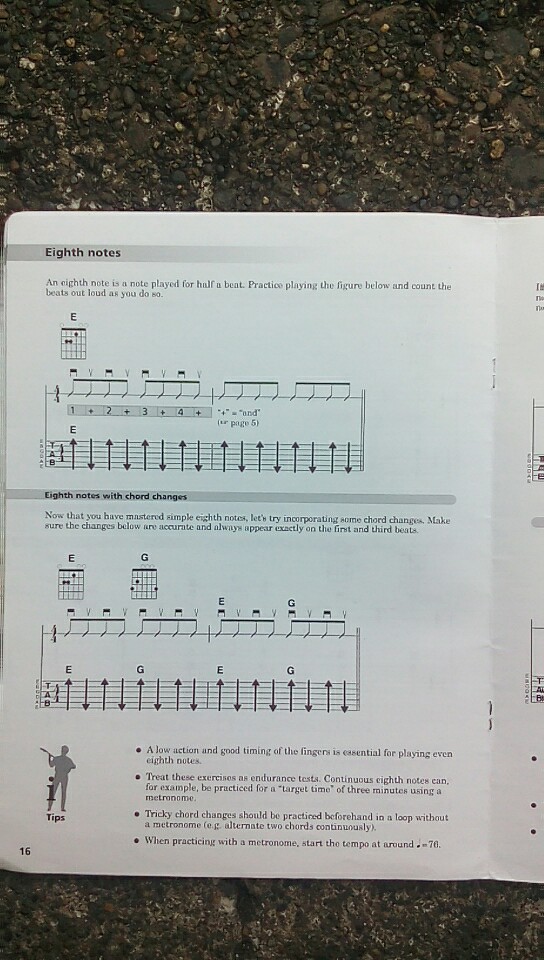 Eighth notes
An eighth note is a note played for half a beat. Practice playing the figure below and count the
beats out loud as you do so.
E
1 + 2 + 3 + 4 + "+" = "and"
(☞ page 5)
E
T
A
B
Eighth notes with chord changes
Now that you have mastered simple eighth notes, let's try incorporating some chord changes. Make
sure the changes below are accurate and always appear exactly on the first and third beats.
E G
E G
E G E G
T
A
B
• A low action and good timing of the fingers is essential for playing even
eighth notes.
• Treat these exercises as endurance tests. Continuous eighth notes can,
for example, be practiced for a "target time" of three minutes using a
metronome.
• Tricky chord changes should be practiced beforehand in a loop without
a metronome (e.g. alternate two chords continuously).
• When practicing with a metronome, start the tempo at around ♩=76.
Tips
16